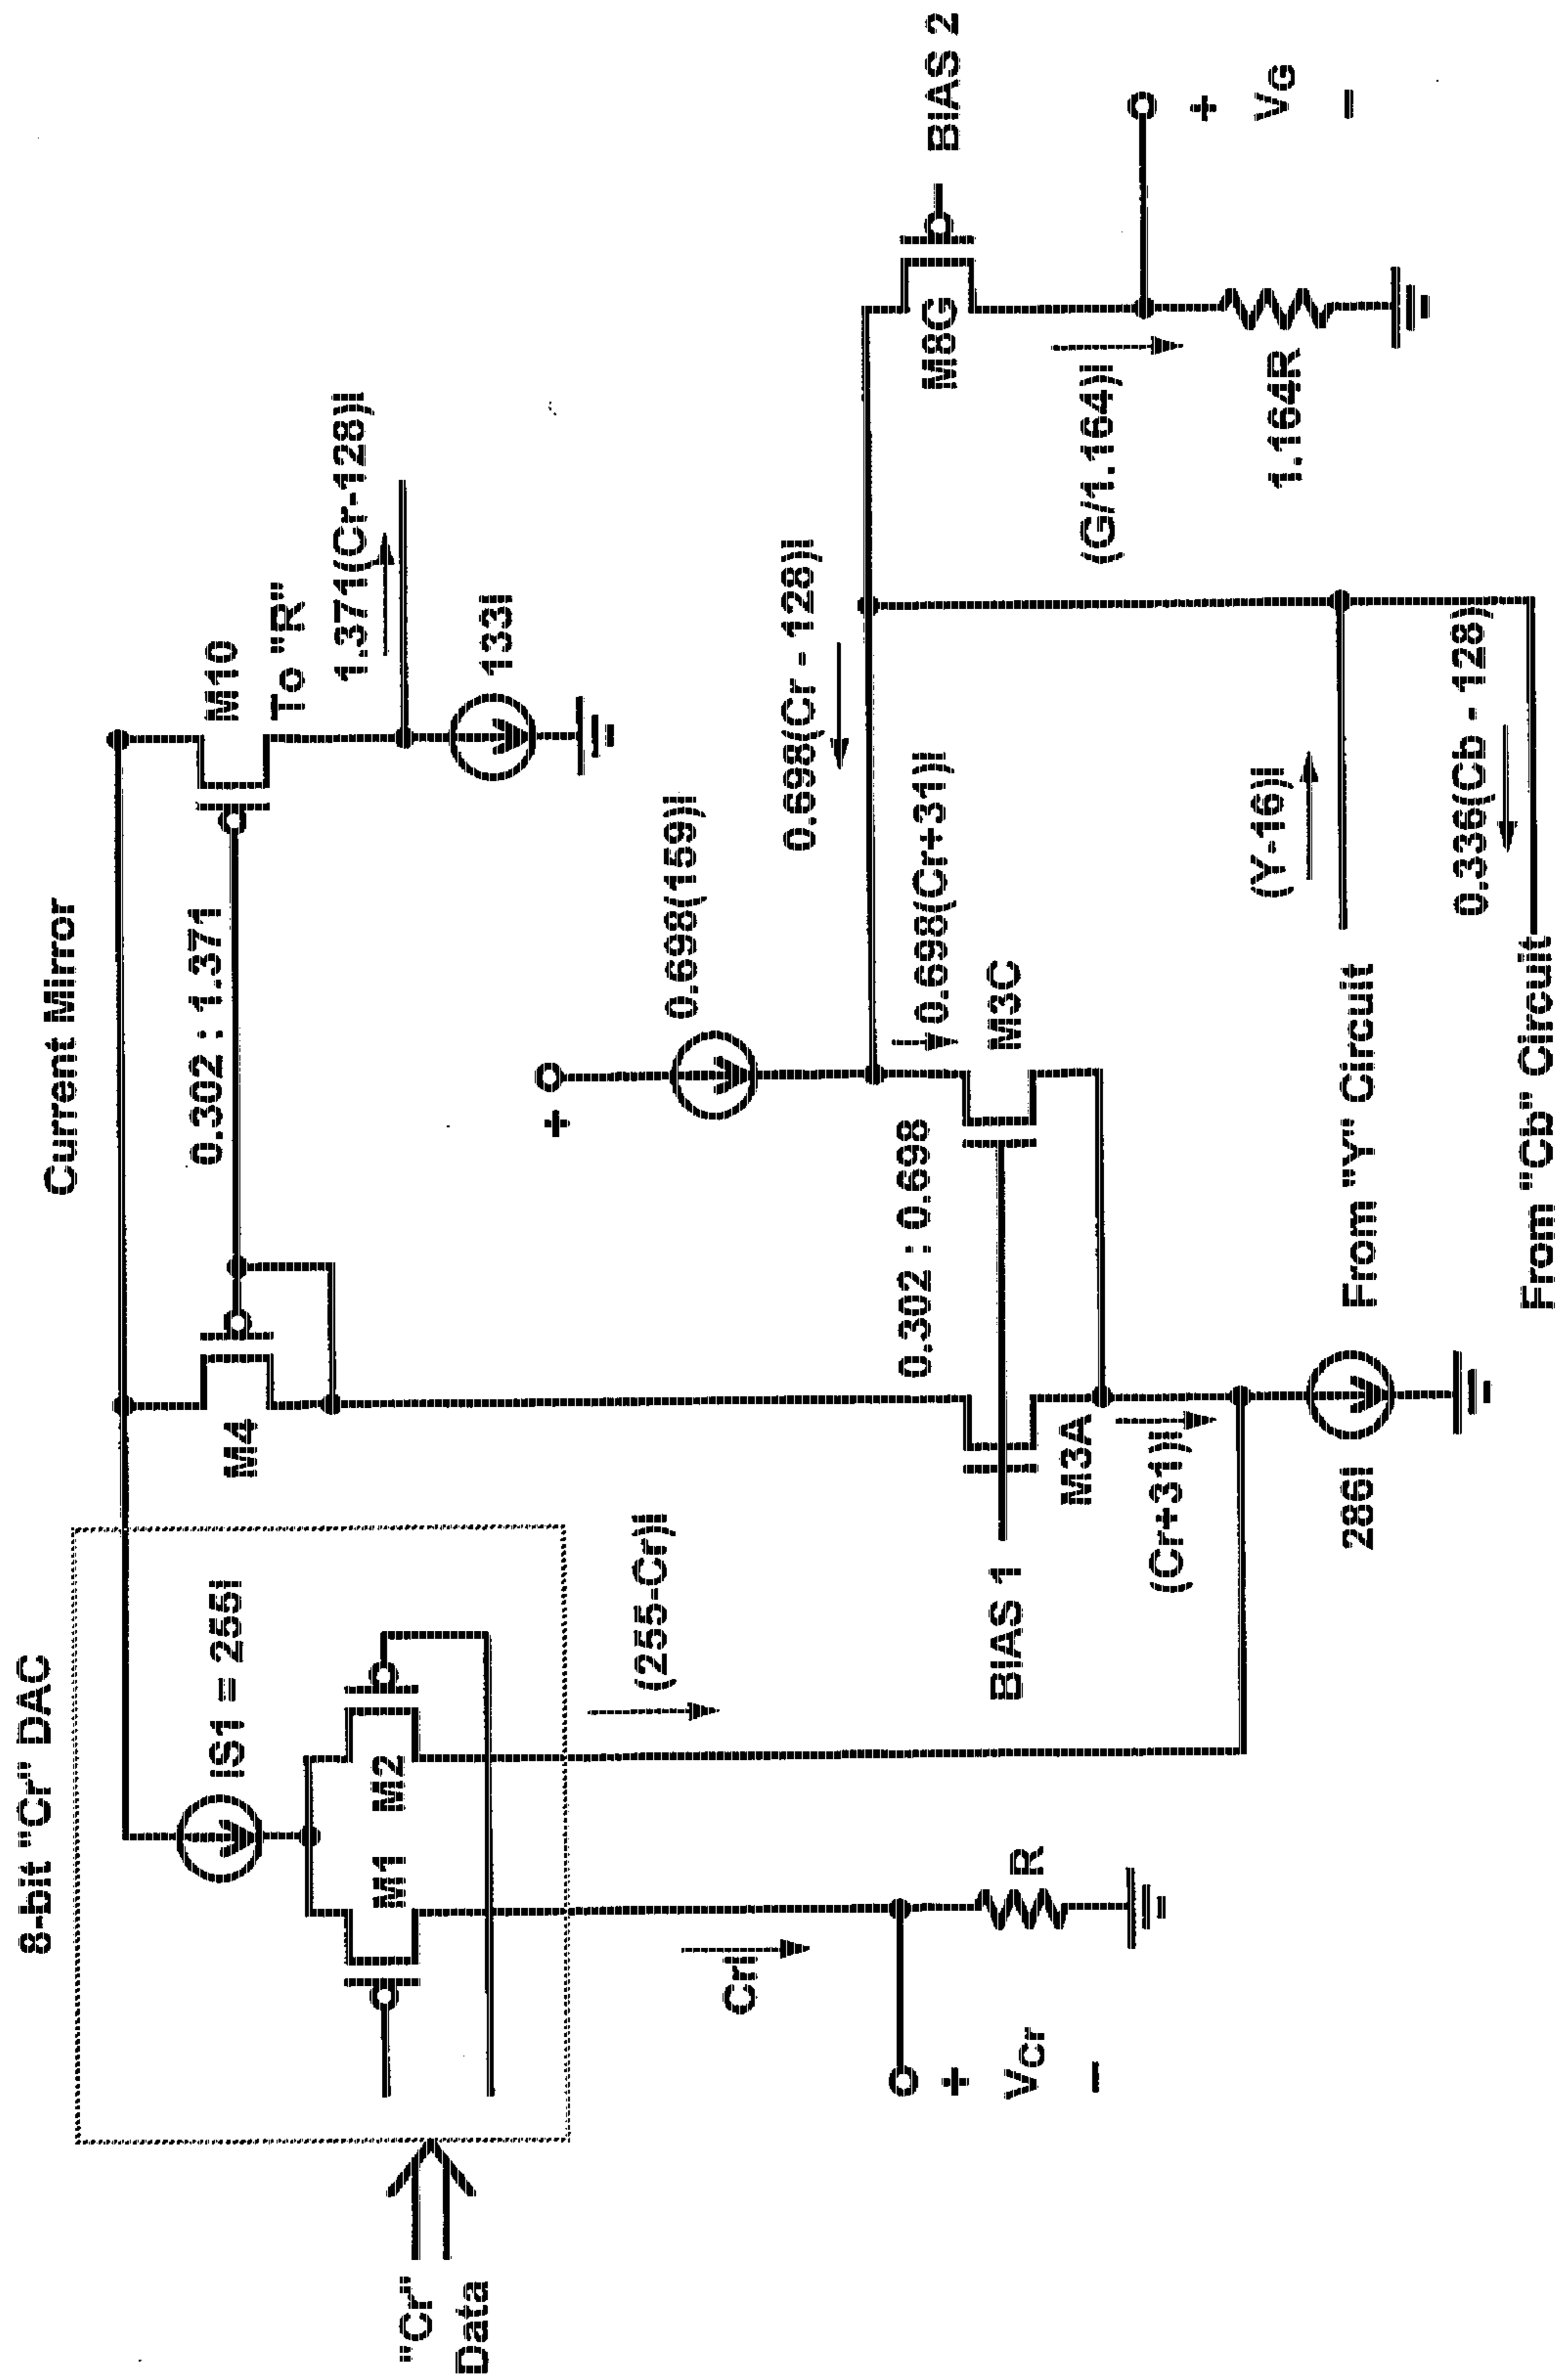 8-bit "Cr" DAC
Current Mirror
IS1 = 255I
M1
M2
M4
0.302 : 1.371
M10
To "R"
1.371(Cr-128)I
133I
"Cr"
Data
CrI
(255-Cr)I
+
0.698(159)I
0.698(Cr - 128)I
0.302 : 0.698
0.698(Cr+31)I
M8G
BIAS 2
+
VCr
-
R
BIAS 1
M3A
M3C
(Cr+31)I
(G/1.164)I
+
VG
-
1.164R
286I
(Y-16)I
From "Y" Circuit
0.336(Cb - 128)
From "Cb" Circuit